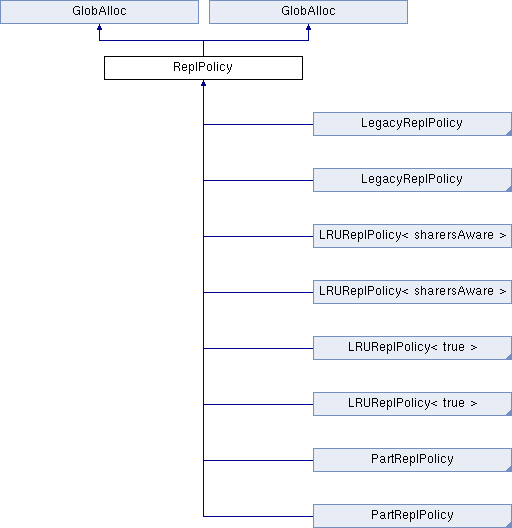 GlobAlloc
GlobAlloc
ReplPolicy
LegacyReplPolicy
LegacyReplPolicy
LRUReplPolicy< sharersAware >
LRUReplPolicy< sharersAware >
LRUReplPolicy< true >
LRUReplPolicy< true >
PartReplPolicy
PartReplPolicy